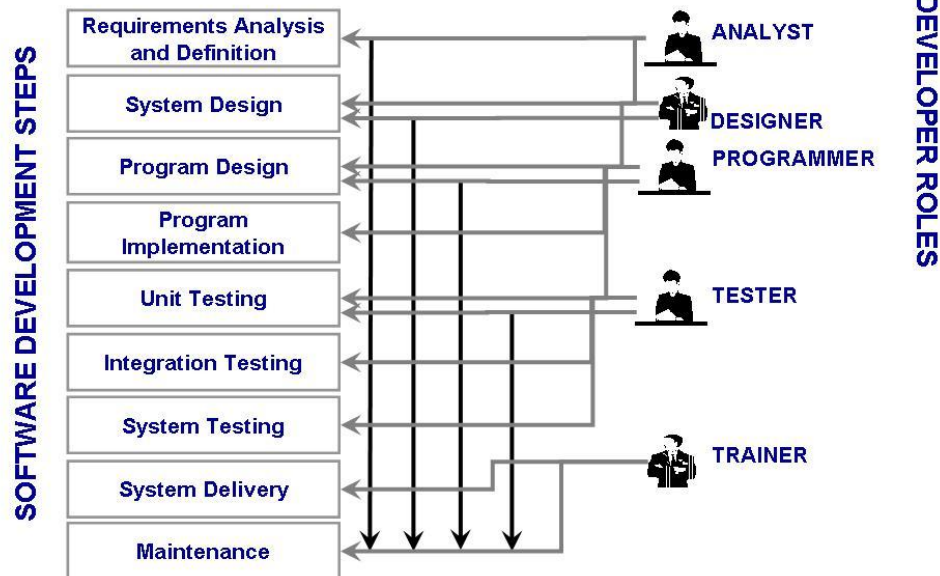 SOFTWARE DEVELOPMENT STEPS
Requirements Analysis
and Definition
System Design
Program Design
Program
Implementation
Unit Testing
Integration Testing
System Testing
System Delivery
Maintenance
ANALYST
DESIGNER
PROGRAMMER
TESTER
TRAINER
DEVELOPER ROLES